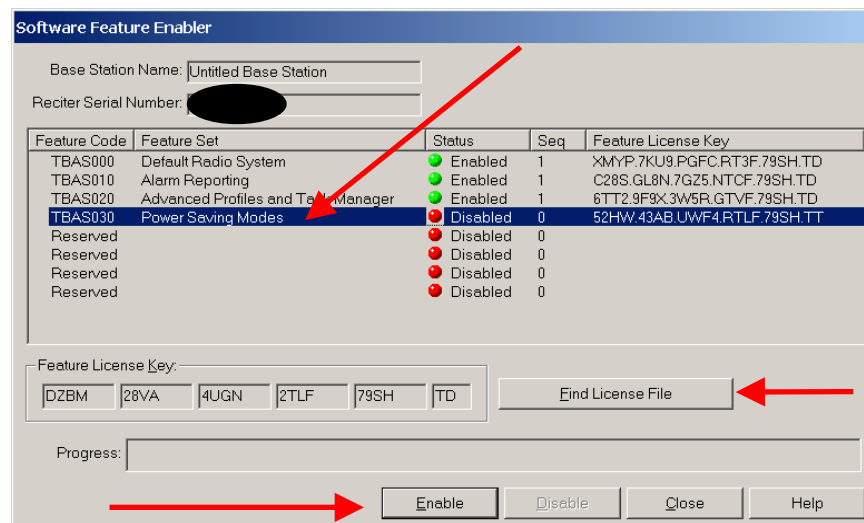 Software Feature Enabler
Base Station Name: Untitled Base Station
Reciter Serial Number:
Feature Code Feature Set Status Seq Feature License Key
TBAS000 Default Radio System Enabled 1 XMYP.7KU9.PGFC.RT3F.79SH.TD
TBAS010 Alarm Reporting Enabled 1 C28S.GL8N.7GZ5.NTCF.79SH.TD
TBAS020 Advanced Profiles and Task Manager Enabled 1 6TT2.9F9X.3W5R.GTVF.79SH.TD
TBAS030 Power Saving Modes Disabled 0 52HW.43AB.UWF4.RTLF.79SH.TT
Reserved Disabled 0
Reserved Disabled 0
Reserved Disabled 0
Reserved Disabled 0
Feature License Key:
DZBM 28VA 4UGN 2TLF 79SH TD Find License File
Progress:
Enable Disable Close Help